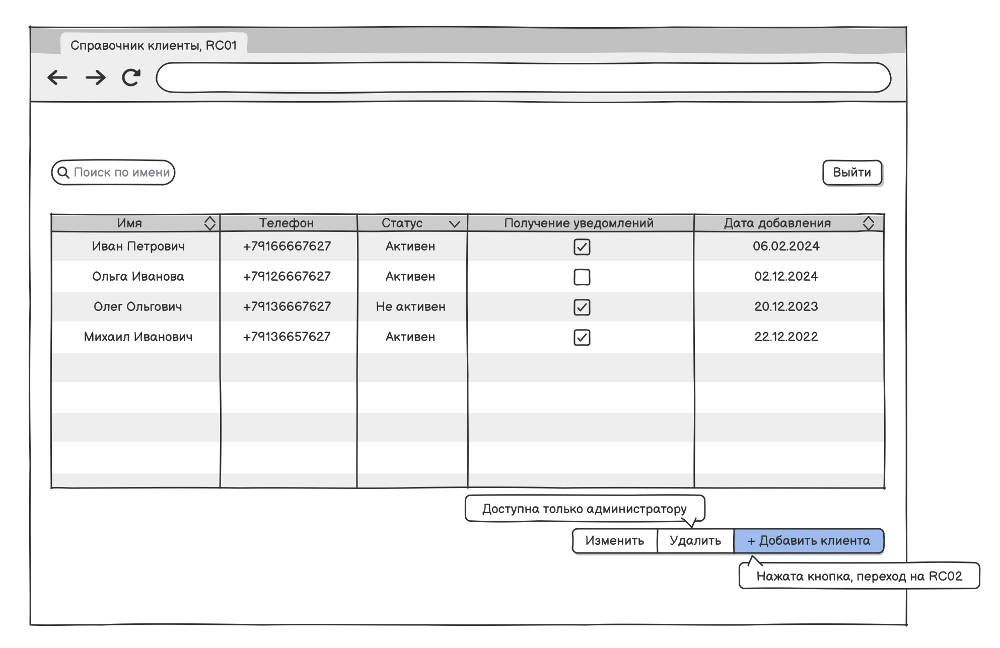 Справочник клиенты, RC01
Поиск по имени
Выйти
Имя Телефон Статус Получение уведомлений Дата добавления
Иван Петрович +79166667627 Активен 06.02.2024
Ольга Иванова +79126667627 Активен 02.12.2024
Олег Ольгович +79136667627 Не активен 20.12.2023
Михаил Иванович +79136657627 Активен 22.12.2022
Доступна только администратору
Изменить Удалить + Добавить клиента
Нажата кнопка, переход на RC02